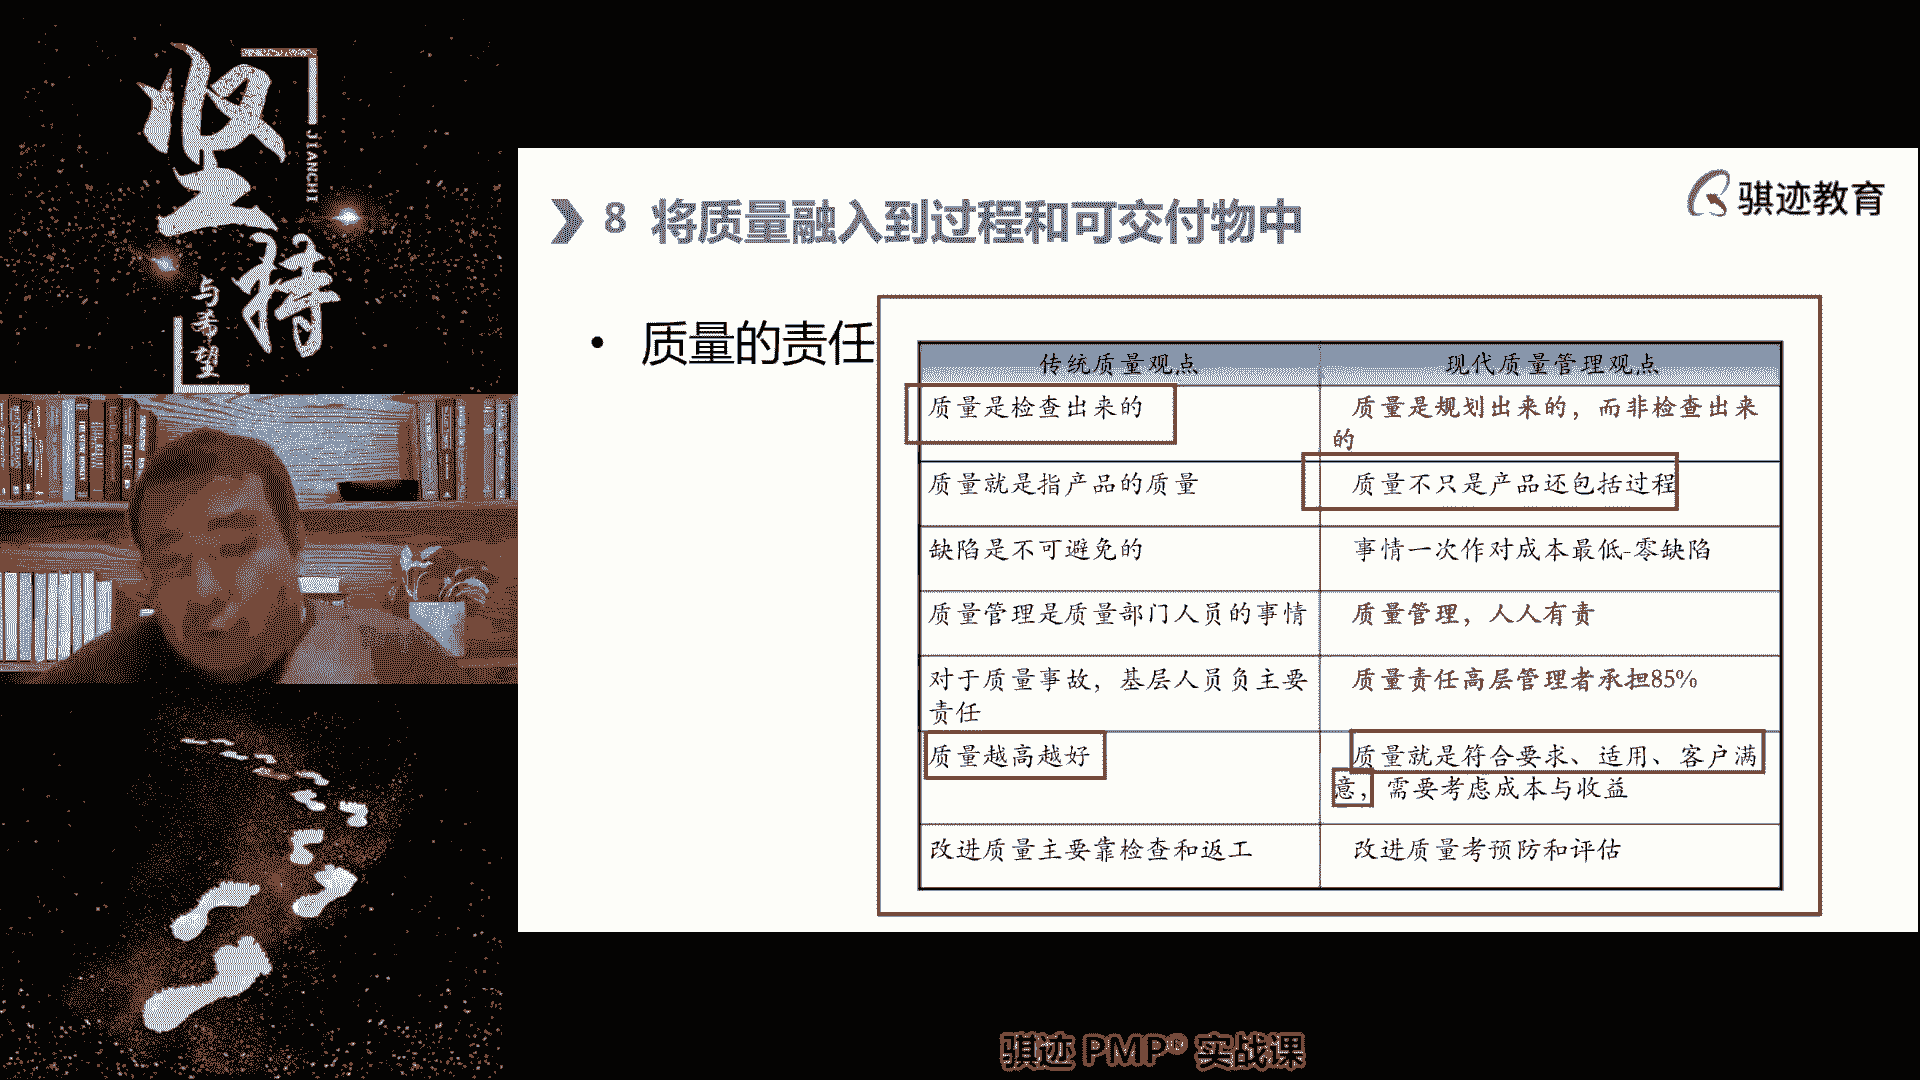 坚持
JIANCHI
与希望
骐迹教育
8 将质量融入到过程和可交付物中
• 质量的责任
传统质量观点
现代质量管理观点
质量是检查出来的
质量是规划出来的，而非检查出来
的
质量就是指产品的质量
质量不只是产品还包括过程
缺陷是不可避免的
事情一次作对成本最低-零缺陷
质量管理是质量部门人员的事情
质量管理，人人有责
对于质量事故，基层人员负主要
责任
质量责任高层管理者承担85%
质量越高越好
质量就是符合要求、适用、客户满
意，需要考虑成本与收益
改进质量主要靠检查和返工
改进质量考预防和评估
骐迹 PMP® 实战课